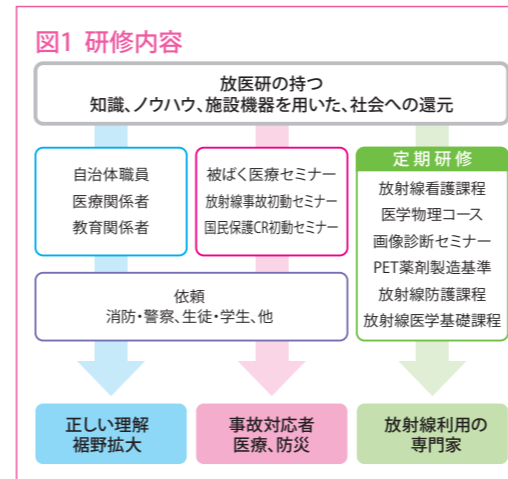 図1 研修内容
放医研の持つ
知識、ノウハウ、施設機器を用いた、社会への還元
自治体職員
医療関係者
教育関係者
被ばく医療セミナー
放射線事故初動セミナー
国民保護CR初動セミナー
定期研修
放射線看護課程
医学物理コース
画像診断セミナー
PET薬剤製造基準
放射線防護課程
放射線医学基礎課程
依頼
消防・警察、生徒・学生、他
正しい理解
裾野拡大
事故対応者
医療、防災
放射線利用の
専門家